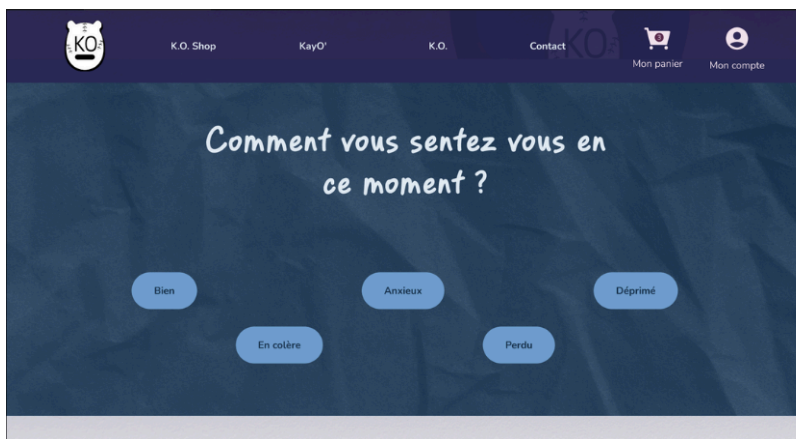 KO
K.O. Shop
KayO'
K.O.
Contact
3
Mon panier
Mon compte
Comment vous sentez vous en
ce moment ?
Bien
Anxieux
Déprimé
En colère
Perdu